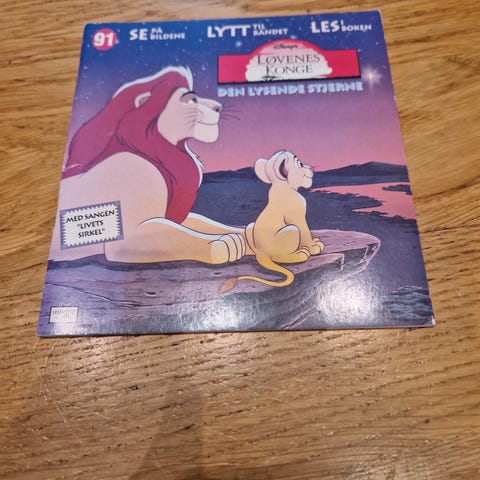 91
SE PÅ BILDENE
LYTT TIL BÅNDET
LES I BOKEN
Disney's
LØVENES
KONGE
DEN LYSENDE STJERNE
MED SANGEN
"LIVETS
SIRKEL"